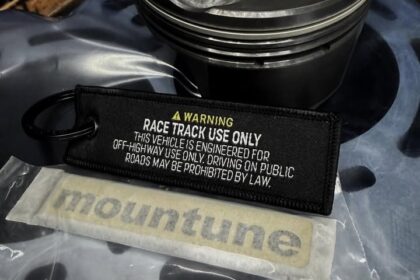 ⚠ WARNING
RACE TRACK USE ONLY
THIS VEHICLE IS ENGINEERED FOR
OFF-HIGHWAY USE ONLY. DRIVING ON PUBLIC
ROADS MAY BE PROHIBITED BY LAW.
mountune